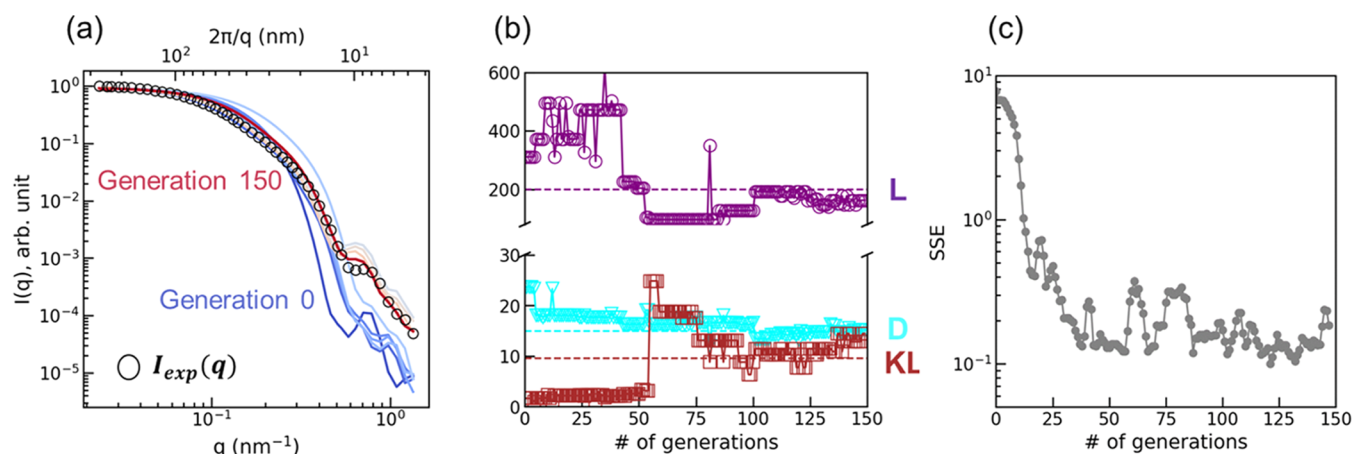 (a)
2π/q (nm)
10² 10¹
I(q), arb. unit
10⁰
10⁻¹
10⁻²
10⁻³
10⁻⁴
10⁻⁵
Generation 150
Generation 0
I_exp(q)
10⁻¹ 10⁰
q (nm⁻¹)
(b)
600
400
200
30
20
10
0
L
D
KL
0 25 50 75 100 125 150
# of generations
(c)
SSE
10¹
10⁰
10⁻¹
0 25 50 75 100 125 150
# of generations